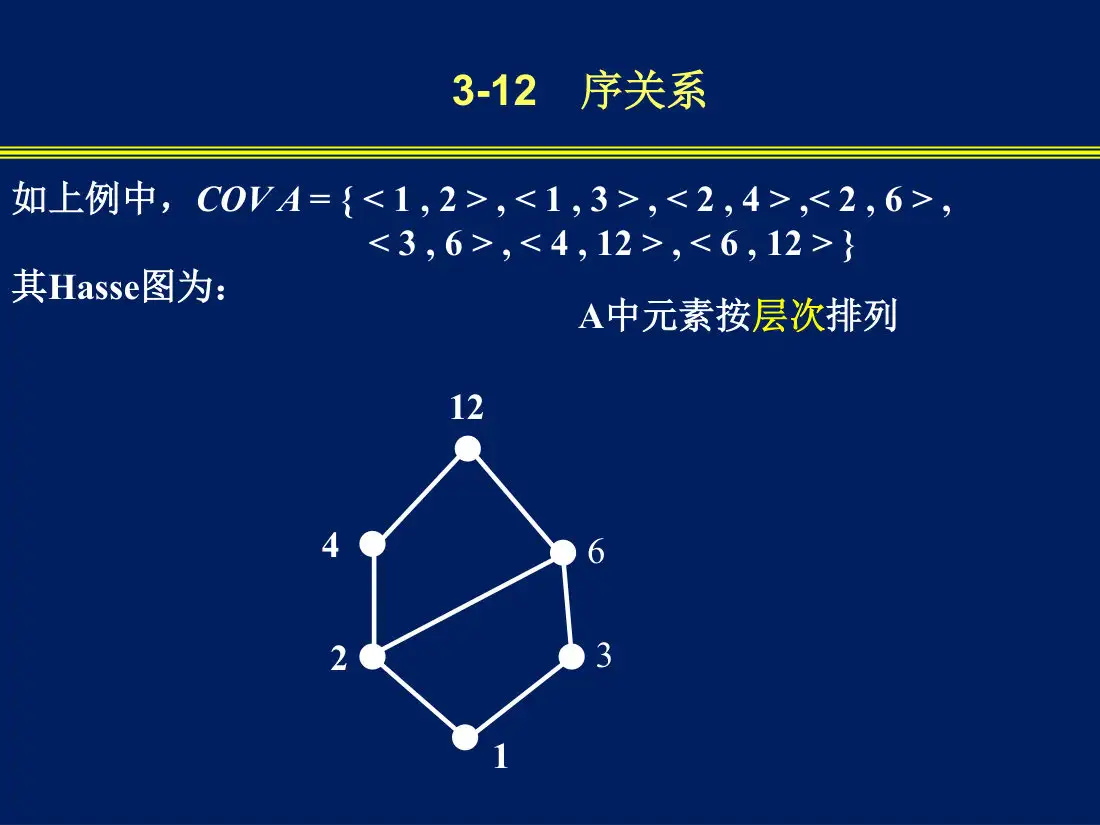 3-12 序关系
如上例中，COV A = { < 1 , 2 > , < 1 , 3 > , < 2 , 4 > ,< 2 , 6 > ,
< 3 , 6 > , < 4 , 12 > , < 6 , 12 > }
其Hasse图为：
A中元素按层次排列
12
4
6
2
3
1